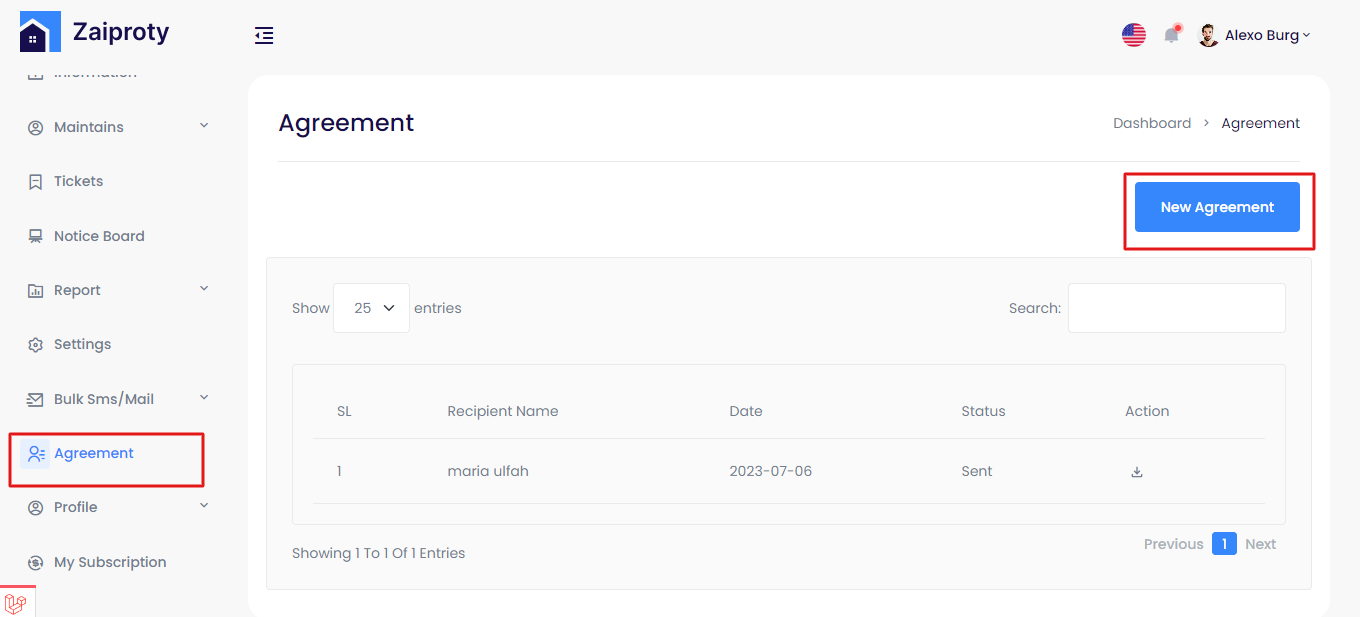 Zaiproty
Alexo Burg
Information
Maintains
Tickets
Notice Board
Report
Settings
Bulk Sms/Mail
Agreement
Profile
My Subscription
Agreement
Dashboard > Agreement
New Agreement
Show 25 entries
Search:
SL Recipient Name Date Status Action
1 maria ulfah 2023-07-06 Sent
Showing 1 To 1 Of 1 Entries
Previous 1 Next